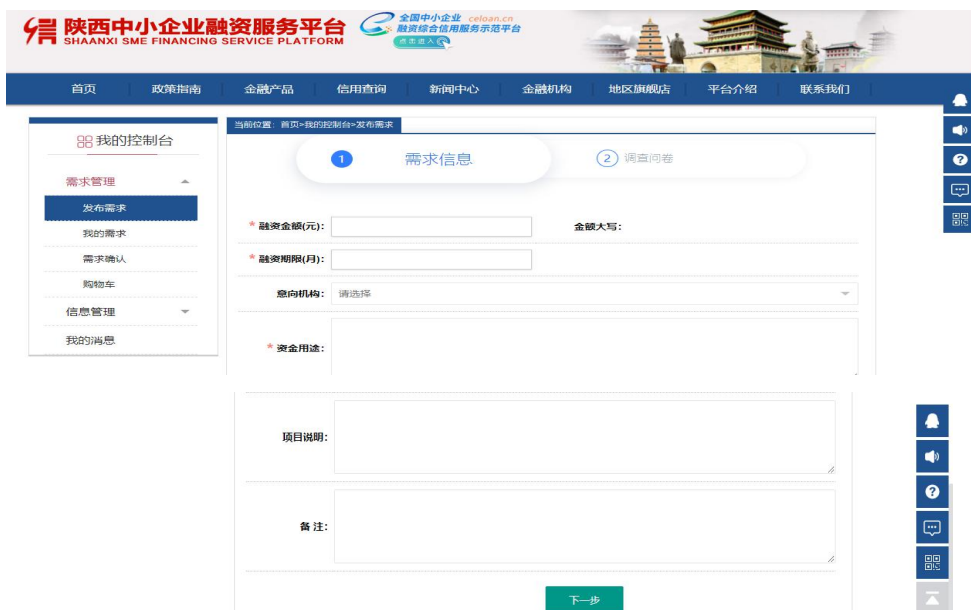 陕西中小企业融资服务平台
SHAANXI SME FINANCING SERVICE PLATFORM
全国中小企业 celoan.cn
融资综合信用服务示范平台
点击进入
首页 政策指南 金融产品 信用查询 新闻中心 金融机构 地区旗舰店 平台介绍 联系我们
我的控制台
需求管理
发布需求
我的需求
需求确认
购物车
信息管理
我的消息
当前位置：首页>我的控制台>发布需求
1 需求信息 2 调查问卷
* 融资金额(元): 金额大写:
* 融资期限(月):
意向机构: 请选择
* 资金用途:
项目说明:
备注:
下一步